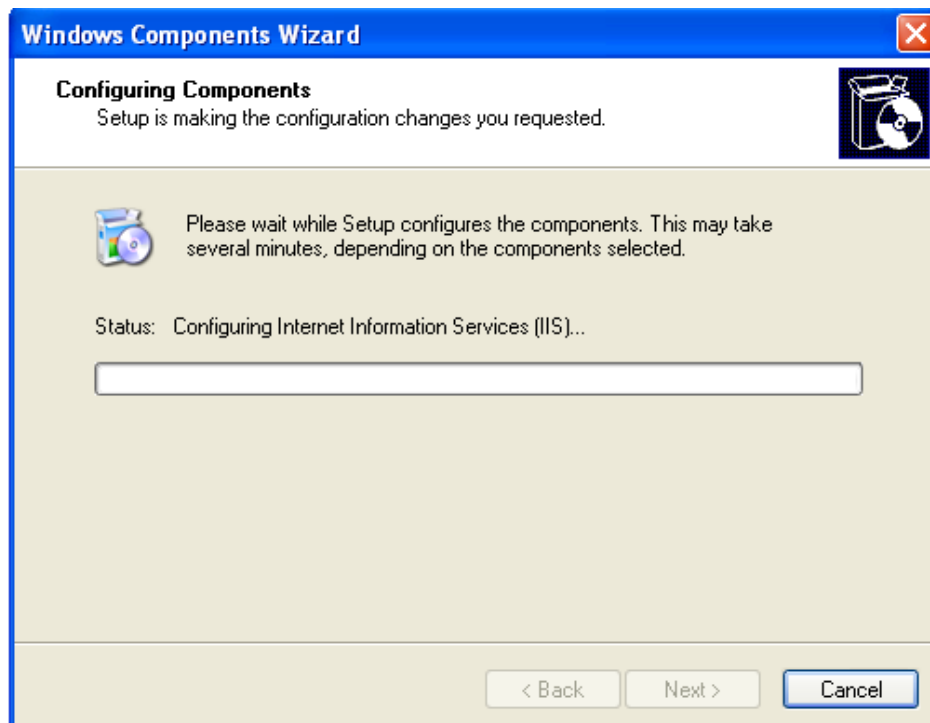 Windows Components Wizard
Configuring Components
Setup is making the configuration changes you requested.
Please wait while Setup configures the components. This may take
several minutes, depending on the components selected.
Status: Configuring Internet Information Services (IIS)...
< Back Next > Cancel